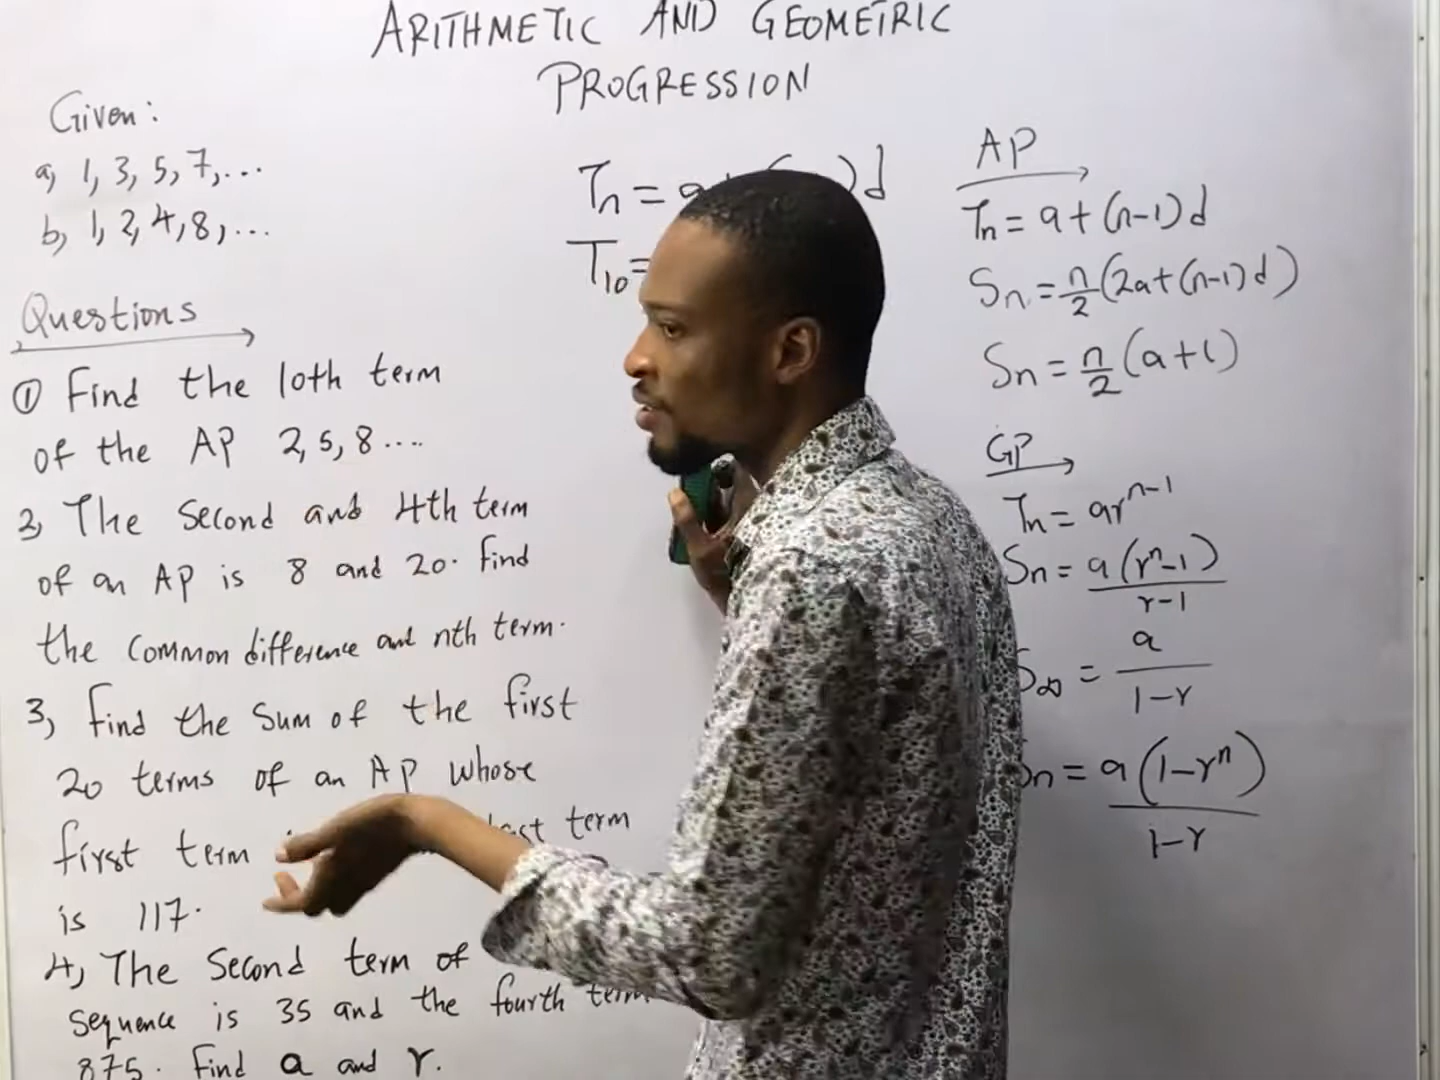 ARITHMETIC AND GEOMETRIC
PROGRESSION
Given:
a, 1, 3, 5, 7, ...
b, 1, 2, 4, 8, ...
Questions
① Find the 10th term
of the AP 2, 5, 8 ....
2, The Second and 4th term
of an AP is 8 and 20. find
the common difference and nth term.
3, find the sum of the first
20 terms of an AP whose
first term last term
is 117.
4, The Second term of
sequence is 35 and the fourth term
875. find a and r.
Tn = a+ )d
T10=
AP
Tn = a+(n-1)d
Sn = n/2 (2a+(n-1)d)
Sn = n/2 (a+l)
GP
Tn = ar^n-1
Sn = a(r^n-1)/r-1
S∞ = a/1-r
Sn = a(1-r^n)/1-r